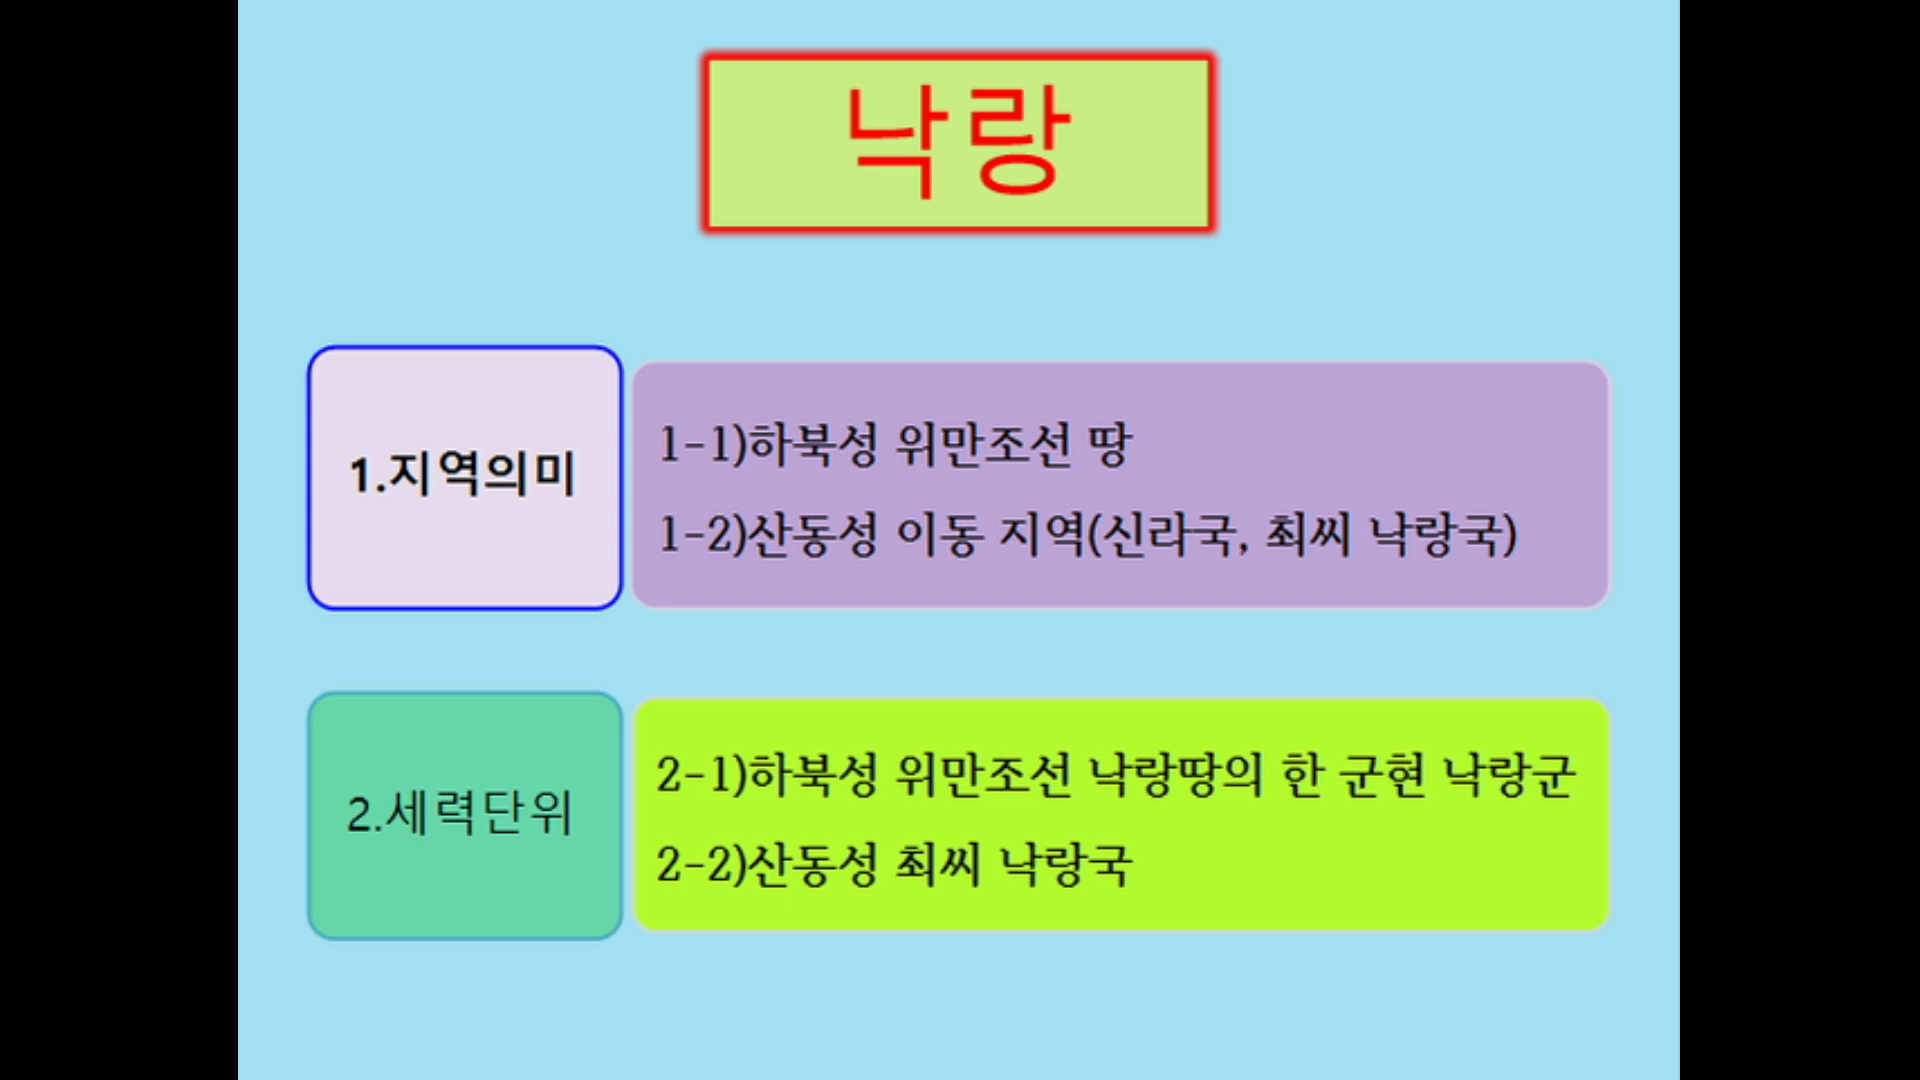 낙랑
1.지역의미
1-1)하북성 위만조선 땅
1-2)산동성 이동 지역(신라국, 최씨 낙랑국)
2.세력단위
2-1)하북성 위만조선 낙랑땅의 한 군현 낙랑군
2-2)산동성 최씨 낙랑국